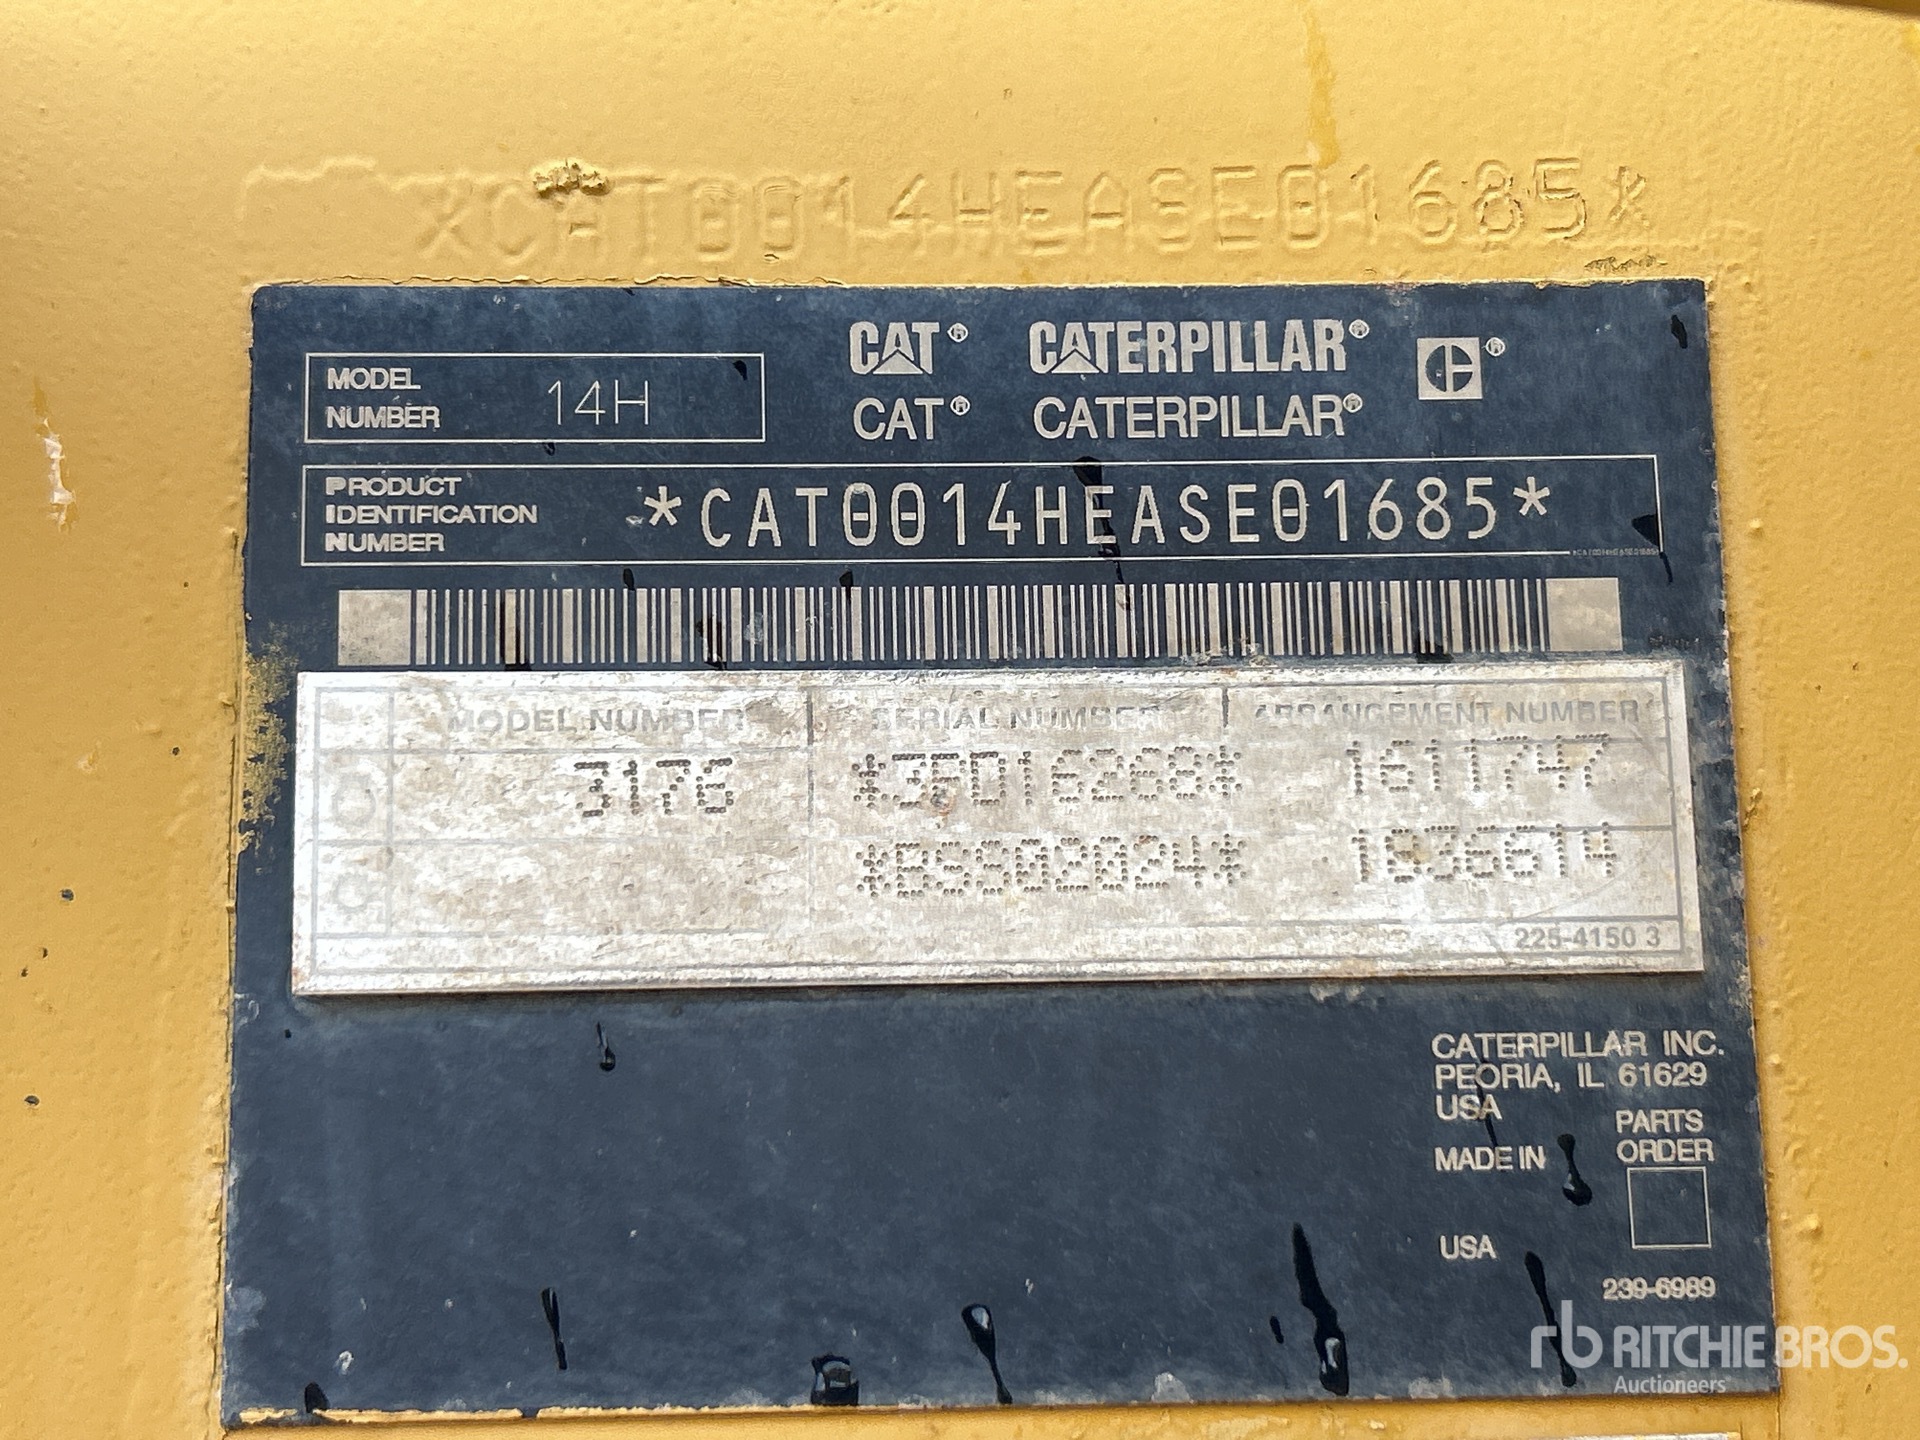 *CAT0014HEASE01685*
MODEL NUMBER 14H
CAT® CATERPILLAR® ®
CAT® CATERPILLAR®
PRODUCT IDENTIFICATION NUMBER *CAT0014HEASE01685*
MODEL NUMBER SERIAL NUMBER ARRANGEMENT NUMBER
3176 1611747
*BSS02024* 1836614
225-4150 3
CATERPILLAR INC.
PEORIA, IL 61629
USA
PARTS ORDER
MADE IN
USA
239-6989
rb RITCHIE BROS.
Auctioneers